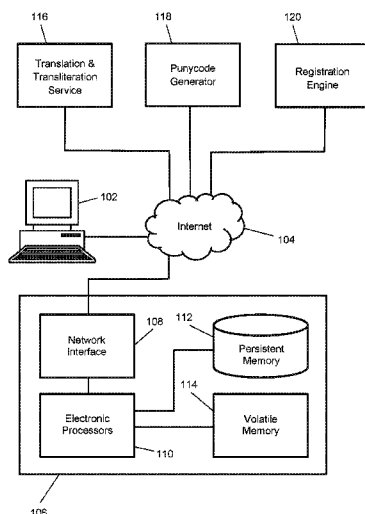 116
118
120
Translation &
Transliteration
Service
Punycode
Generator
Registration
Engine
102
Internet
104
Network
Interface
108
112
Persistent
Memory
114
Electronic
Processors
110
Volatile
Memory
106